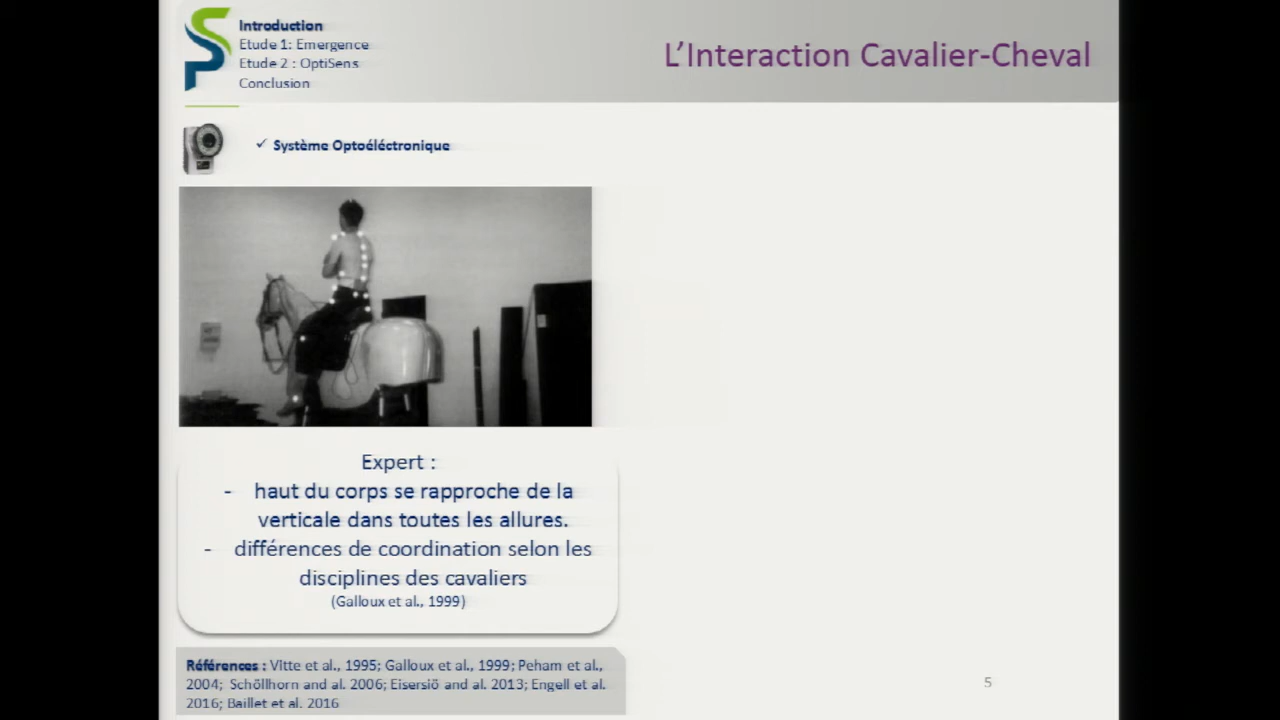 Introduction
Etude 1: Emergence
Etude 2 : OptiSens
Conclusion
L'Interaction Cavalier-Cheval
✓ Système Optoéléctronique
Expert :
- haut du corps se rapproche de la
verticale dans toutes les allures.
- différences de coordination selon les
disciplines des cavaliers
(Galloux et al., 1999)
Références : Vitte et al., 1995; Galloux et al., 1999; Peham et al.,
2004; Schöllhorn and al. 2006; Eisersiö and al. 2013; Engell et al.
2016; Baillet et al. 2016
5